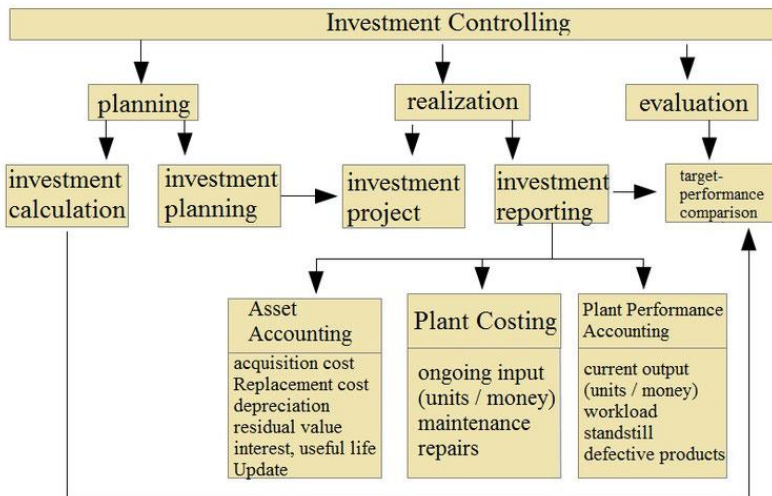 Investment Controlling
planning
realization
evaluation
investment
calculation
investment
planning
investment
project
investment
reporting
target-
performance
comparison
Asset
Accounting
acquisition cost
Replacement cost
depreciation
residual value
interest, useful life
Update
Plant Costing
ongoing input
(units / money)
maintenance
repairs
Plant Performance
Accounting
current output
(units / money)
workload
standstill
defective products